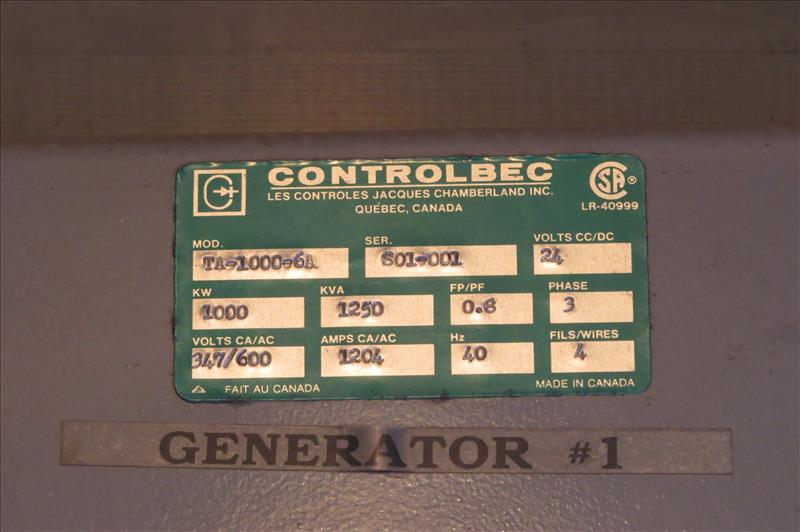 CONTROLBEC
LES CONTROLES JACQUES CHAMBERLAND INC.
QUÉBEC, CANADA
SA ®
LR-40999
MOD. SER. VOLTS CC/DC
TA-1000-6A S01-001 24
KW KVA FP/PF PHASE
1000 1250 0.8 3
VOLTS CA/AC AMPS CA/AC Hz FILS/WIRES
347/600 1204 40 4
FAIT AU CANADA MADE IN CANADA
GENERATOR #1